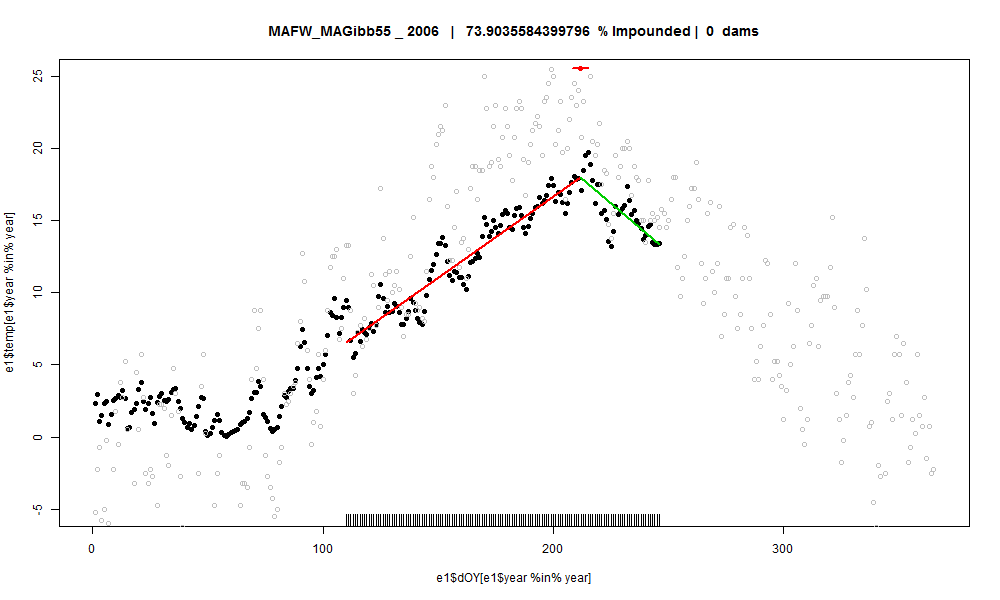 MAFW_MAGibb55 _ 2006 | 73.9035584399796 % Impounded | 0 dams
25
20
15
10
5
0
-5
e1$temp[e1$year %in% year]
0 100 200 300
e1$dOY[e1$year %in% year]